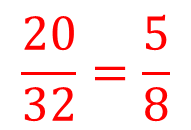 20/32 = 5/8